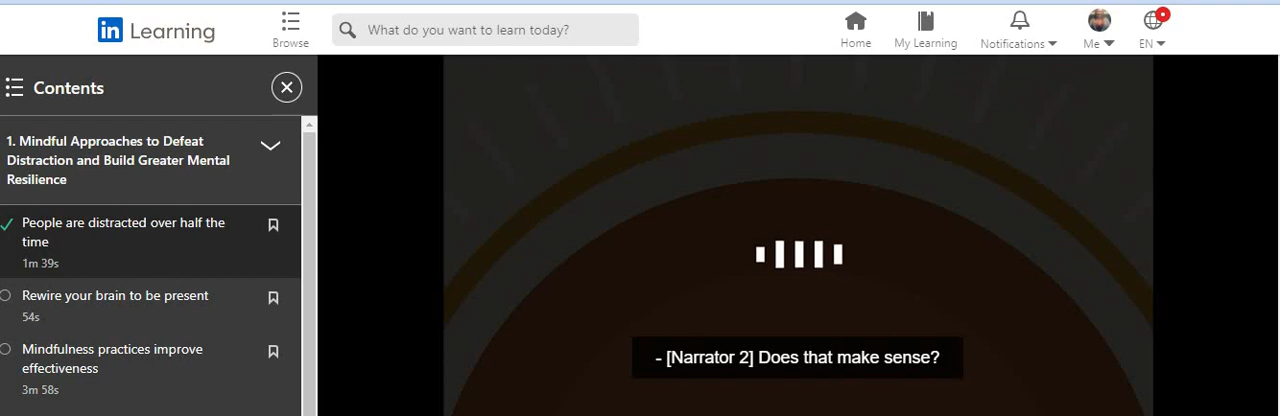 in Learning
Browse
What do you want to learn today?
Home
My Learning
Notifications
Me
EN
Contents
1. Mindful Approaches to Defeat
Distraction and Build Greater Mental
Resilience
People are distracted over half the
time
1m 39s
Rewire your brain to be present
54s
Mindfulness practices improve
effectiveness
3m 58s
- [Narrator 2] Does that make sense?